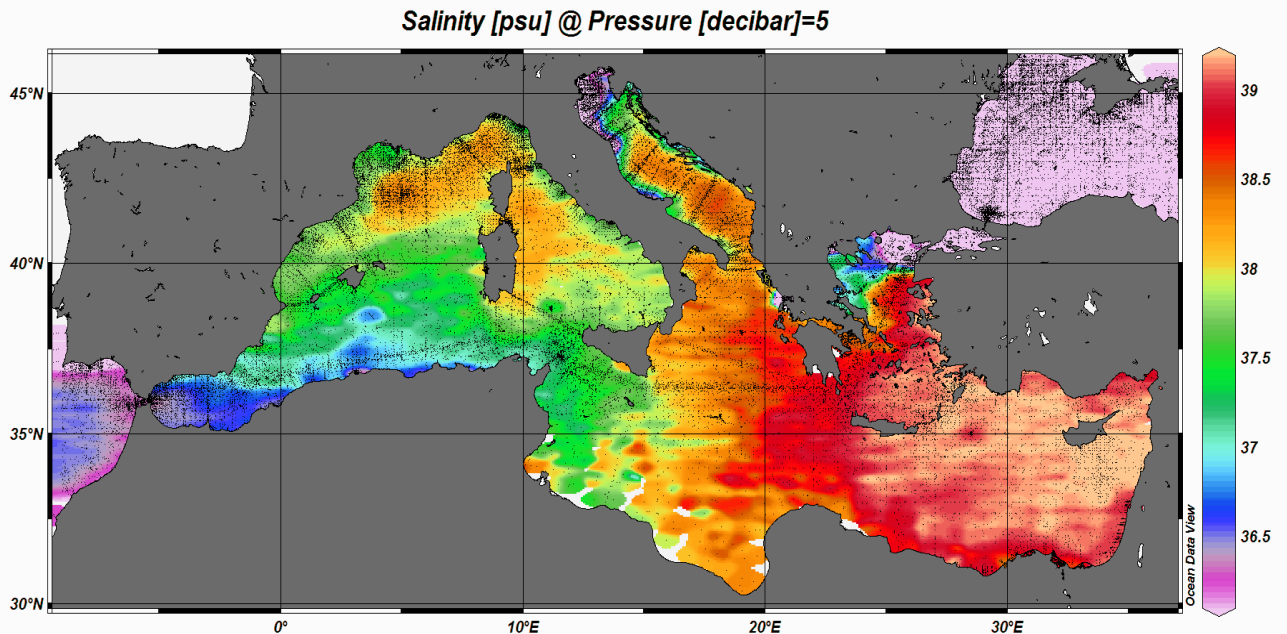 Salinity [psu] @ Pressure [decibar]=5
45°N
40°N
35°N
30°N
0°
10°E
20°E
30°E
Ocean Data View
39
38.5
38
37.5
37
36.5